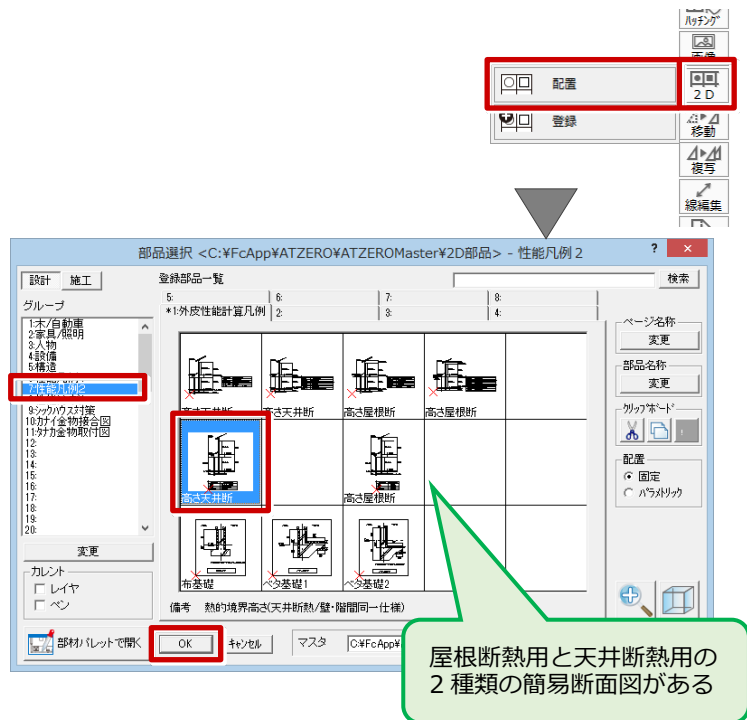 ハッチング
画像
配置
2 D
登録
移動
複写
線編集
部品選択 <C:¥FcApp¥ATZERO¥ATZEROMaster¥2D部品> - 性能凡例2
?
×
設計
施工
登録部品一覧
検索
グループ
5:
6:
7:
8:
*1:外皮性能計算凡例
2:
3:
4:
1:木/自動車
2:家具/照明
3:人物
4:設備
5:構造
7:性能凡例2
9:シックハウス対策
10:カナイ金物接合図
11:タナカ金物取付図
12:
13:
14:
15:
16:
17:
18:
19:
20:
変更
カレント
レイヤ
ペン
高さ天井断
高さ天井断
高さ屋根断
高さ屋根断
高さ天井断
高さ屋根断
布基礎
ベタ基礎1
ベタ基礎2
備考 熱的境界高さ(天井断熱/壁・階間同一仕様)
ページ名称
変更
部品名称
変更
クリップボード
配置
固定
パラメトリック
部材パレットで開く
OK
キャンセル
マスタ
C:¥FcApp¥
屋根断熱用と天井断熱用の
2種類の簡易断面図がある